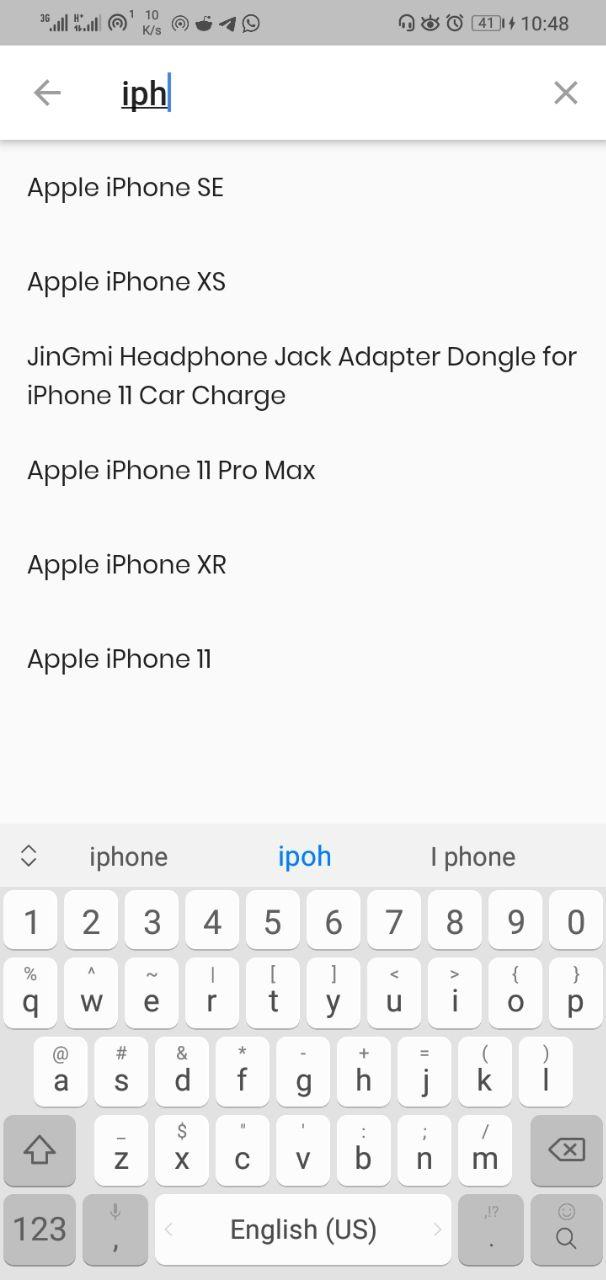 3G H+ 1 10 K/s 41 10:48
iph
Apple iPhone SE
Apple iPhone XS
JinGmi Headphone Jack Adapter Dongle for
iPhone 11 Car Charge
Apple iPhone 11 Pro Max
Apple iPhone XR
Apple iPhone 11
iphone ipoh I phone
1 2 3 4 5 6 7 8 9 0
% ^ ~ | [ ] < > { }
q w e r t y u i o p
@ # & * - + = ( )
a s d f g h j k l
_ $ " ' : ; /
z x c v b n m
,!?
123 , English (US) .